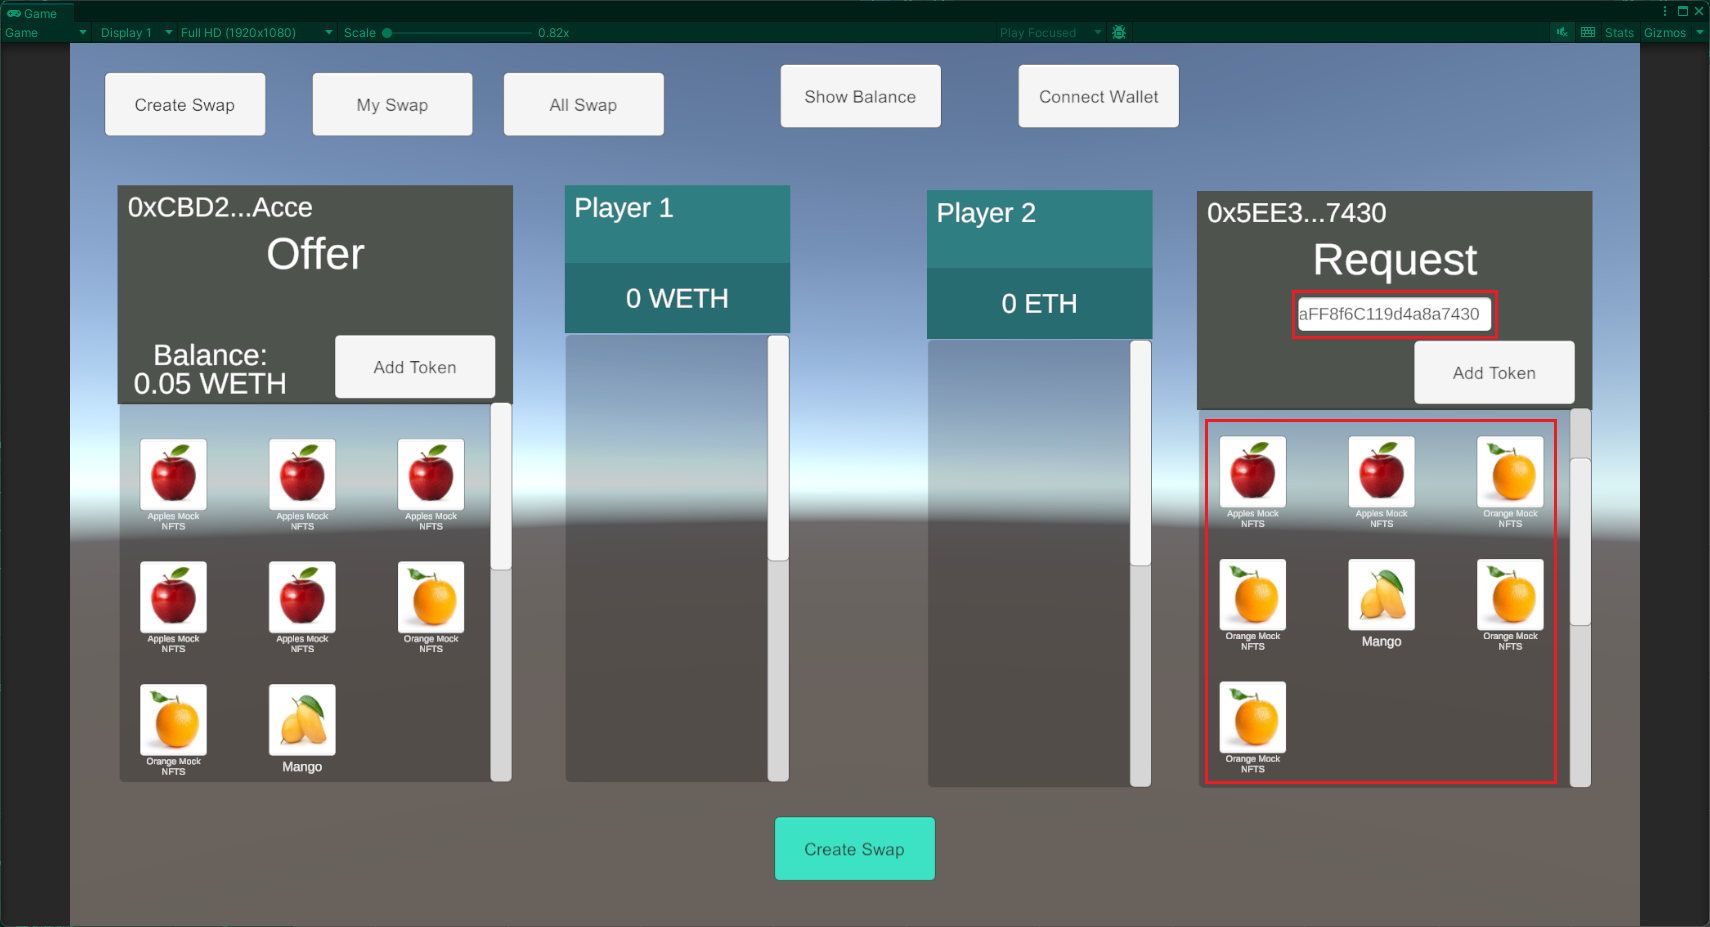 Game
Game
Display 1
Full HD (1920x1080)
Scale
0.82x
Play Focused
Stats
Gizmos
Create Swap
My Swap
All Swap
Show Balance
Connect Wallet
0xCBD2...Acce
Offer
Balance:
0.05 WETH
Add Token
Apples Mock
NFTS
Apples Mock
NFTS
Apples Mock
NFTS
Apples Mock
NFTS
Apples Mock
NFTS
Orange Mock
NFTS
Orange Mock
NFTS
Mango
Player 1
0 WETH
Player 2
0 ETH
0x5EE3...7430
Request
aFF8f6C119d4a8a7430
Add Token
Apples Mock
NFTS
Apples Mock
NFTS
Orange Mock
NFTS
Orange Mock
NFTS
Mango
Orange Mock
NFTS
Orange Mock
NFTS
Create Swap